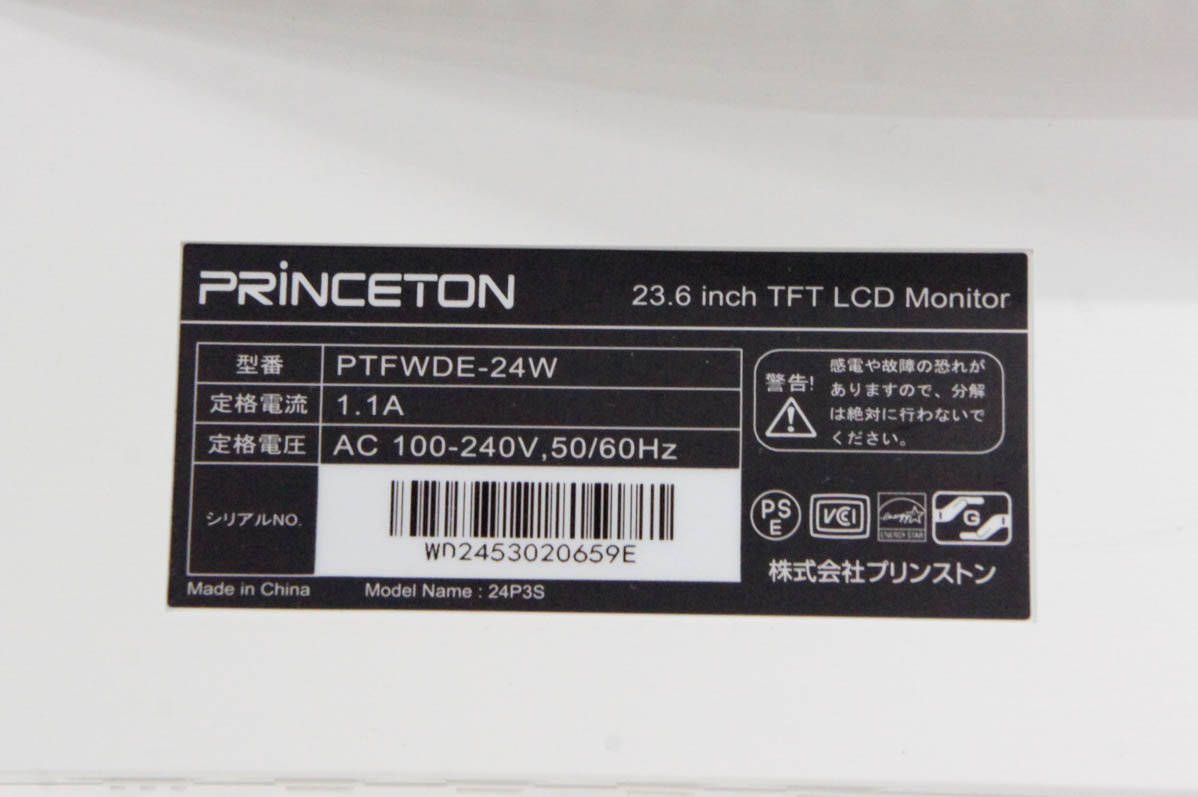 PRiNCETON
23.6 inch TFT LCD Monitor
型番 PTFWDE-24W
定格電流 1.1A
定格電圧 AC 100-240V,50/60Hz
シリアルNO.
WD2453020659E
Made in China
Model Name : 24P3S
警告!
感電や故障の恐れが
ありますので、分解
は絶対に行わないで
ください。
PS
E
VCI
energy
ENERGY STAR
G
株式会社プリンストン